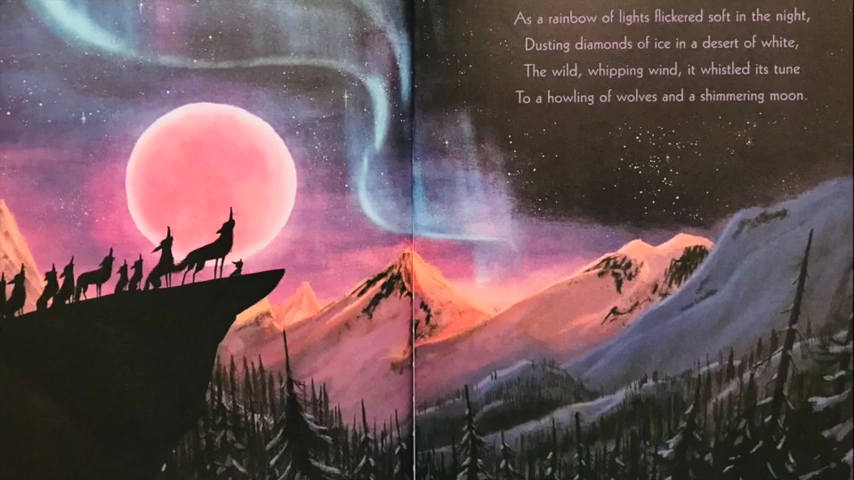 As a rainbow of lights flickered soft in the night,
Dusting diamonds of ice in a desert of white,
The wild, whipping wind, it whistled its tune
To a howling of wolves and a shimmering moon.